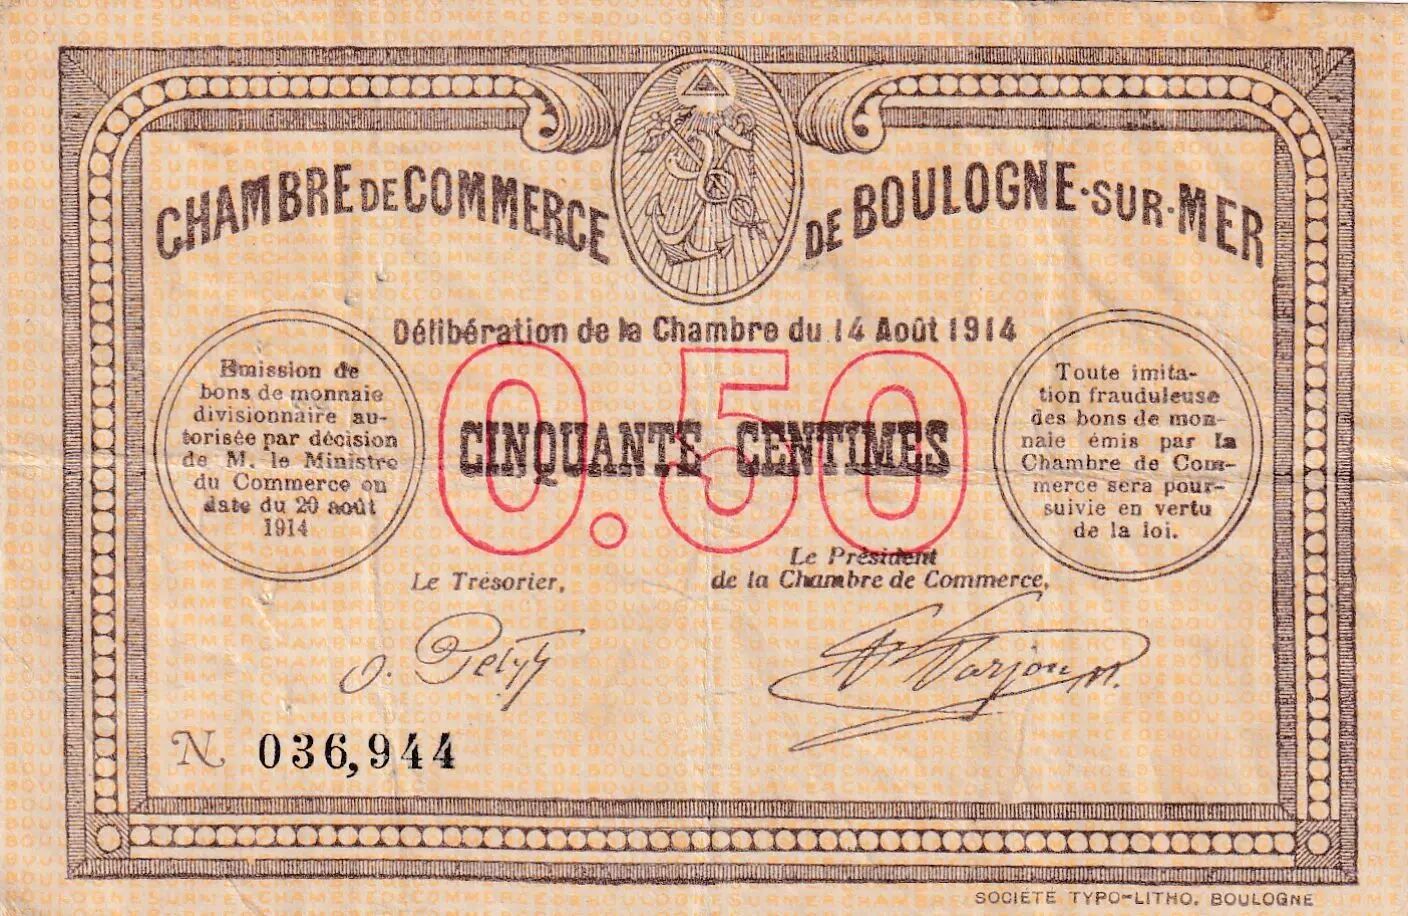 CHAMBRE DE COMMERCE DE BOULOGNE-SUR-MER
Délibération de la Chambre du 14 Août 1914
Emission de
bons de monnaie
divisionnaire au-
torisée par décision
de M. le Ministre
du Commerce en
date du 20 août
1914
0.50
CINQUANTE CENTIMES
Toute imita-
tion frauduleuse
des bons de mon-
naie émis par la
Chambre de Com-
merce sera pour-
suivie en vertu
de la loi.
Le Trésorier,
Le Président
de la Chambre de Commerce,
N 036,944
SOCIÉTÉ TYPO-LITHO. BOULOGNE